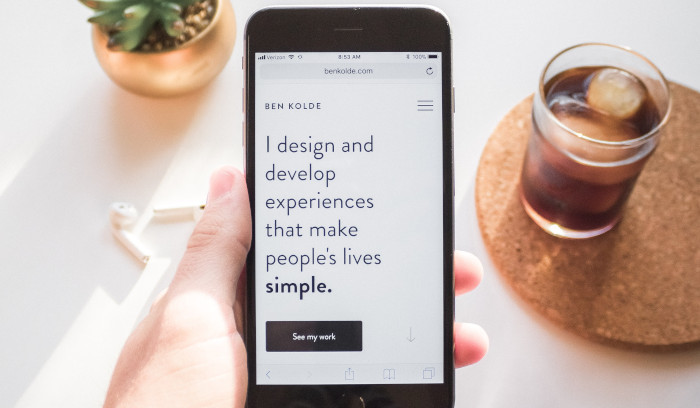 Verizon 8:53 AM 100%
benkolde.com
BEN KOLDE
I design and
develop
experiences
that make
people's lives
simple.
See my work